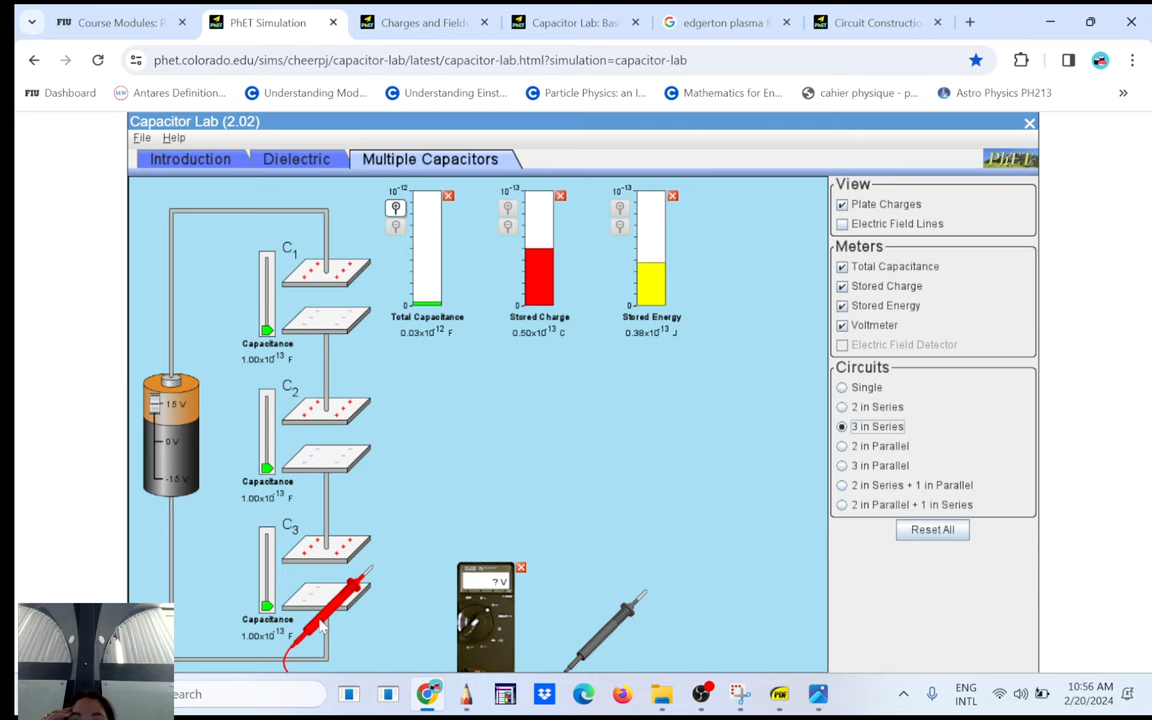 Course Modules: P
PhET Simulation
Charges and Fields
Capacitor Lab: Bas
edgerton plasma f
Circuit Constructio
phet.colorado.edu/sims/cheerpj/capacitor-lab/latest/capacitor-lab.html?simulation=capacitor-lab
FIU Dashboard
Antares Definition...
Understanding Mod...
Understanding Einst...
Particle Physics: an I...
Mathematics for En...
cahier physique - p...
Astro Physics PH213
Capacitor Lab (2.02)
File Help
Introduction
Dielectric
Multiple Capacitors
PhET
10-12
0
Total Capacitance
0.03x10-12 F
10-13
0
Stored Charge
0.50x10-13 C
10-13
0
Stored Energy
0.38x10-13 J
C1
Capacitance
1.00x10-13 F
C2
Capacitance
1.00x10-13 F
C3
Capacitance
1.00x10-13 F
1.5 V
0 V
-1.5 V
? V
View
Plate Charges
Electric Field Lines
Meters
Total Capacitance
Stored Charge
Stored Energy
Voltmeter
Electric Field Detector
Circuits
Single
2 in Series
3 in Series
2 in Parallel
3 in Parallel
2 in Series + 1 in Parallel
2 in Parallel + 1 in Series
Reset All
earch
ENG
INTL
10:56 AM
2/20/2024